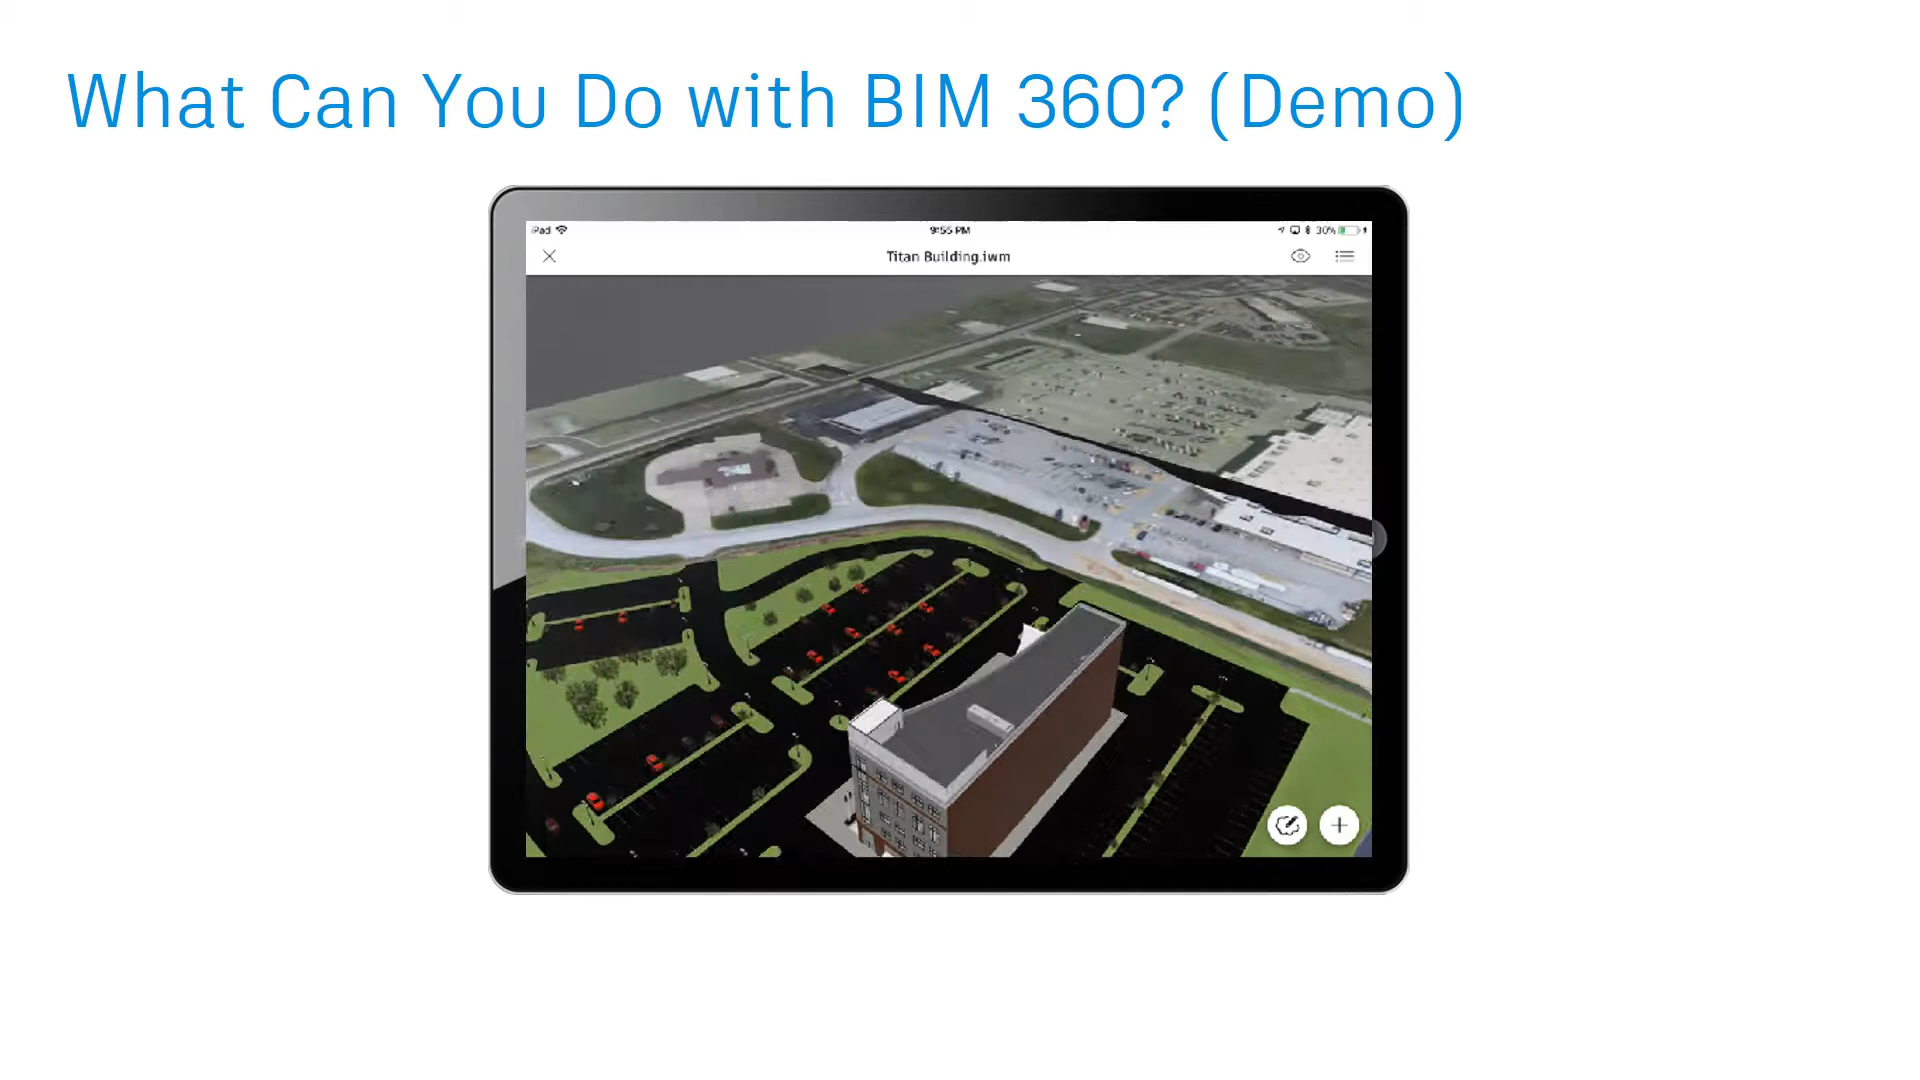 What Can You Do with BIM 360? (Demo)
iPad 9:55 PM 30%
Titan Building.iwm